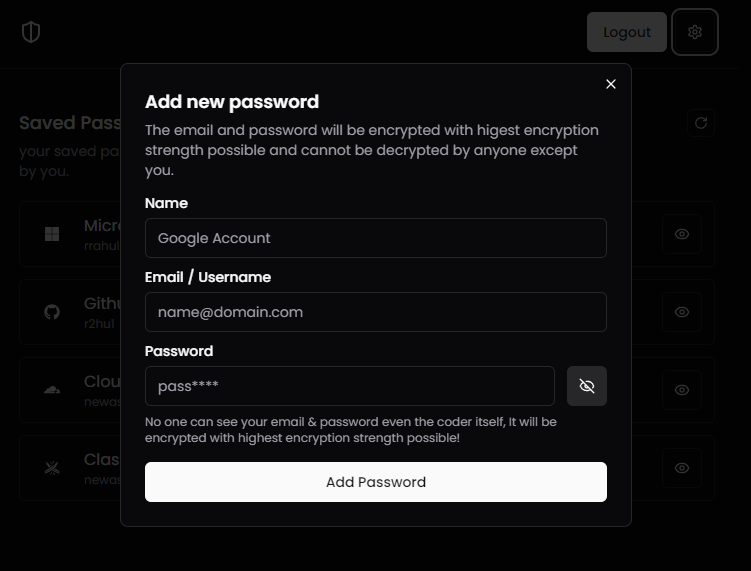 Logout
Add new password
Saved Pass
The email and password will be encrypted with higest encryption
strength possible and cannot be decrypted by anyone except
you.
your saved pa
by you.
Name
Google Account
Micr
rrahul
Email / Username
name@domain.com
Githu
r2hu1
Password
pass****
Clou
newas
No one can see your email & password even the coder itself, It will be
encrypted with highest encryption strength possible!
Clas
newas
Add Password